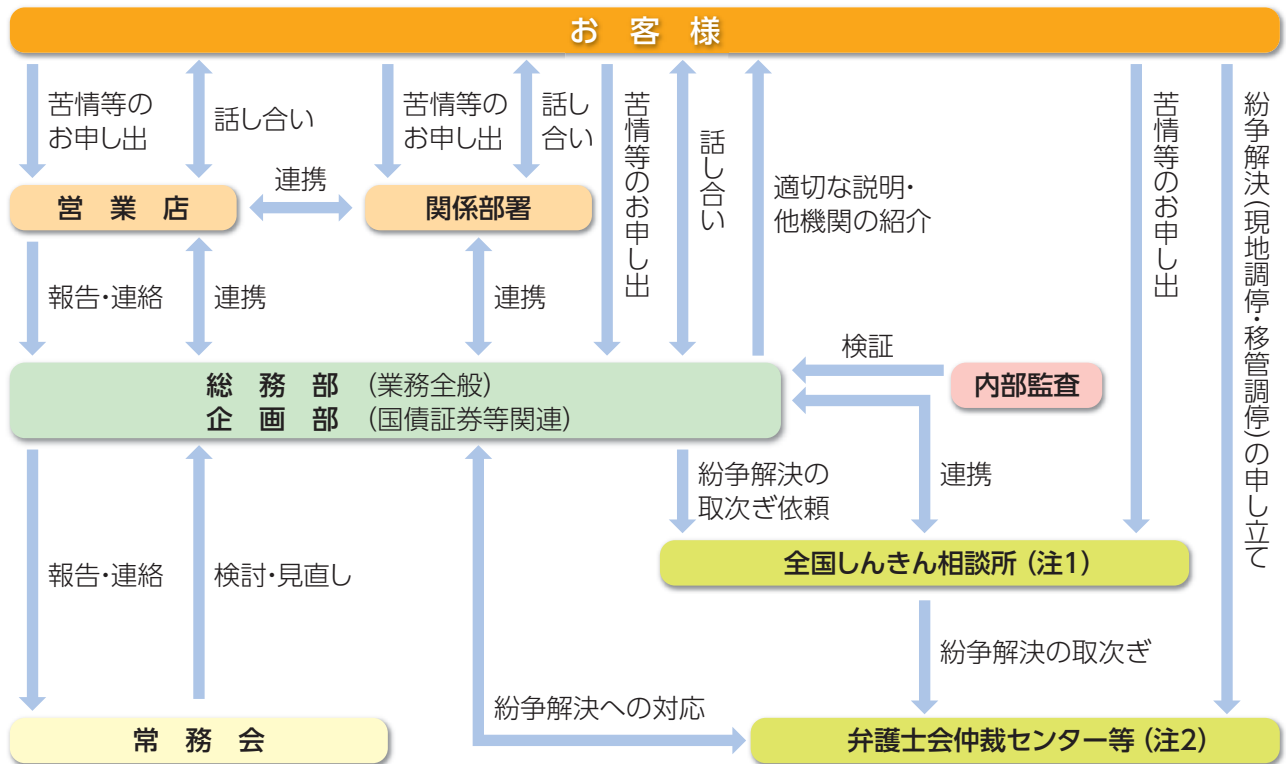 お 客 様
苦情等の
お申し出
話し合い
苦情等の
お申し出
話し
合い
苦情等のお申し出
話し合い
適切な説明・
他機関の紹介
苦情等のお申し出
紛争解決(現地調停・移管調停)の申し立て
営 業 店
連携
関係部署
報告・連絡
連携
連携
検証
内部監査
総 務 部 (業務全般)
企 画 部 (国債証券等関連)
紛争解決の
取次ぎ依頼
連携
全国しんきん相談所 (注1)
報告・連絡
検討・見直し
紛争解決の取次ぎ
紛争解決への対応
常 務 会
弁護士会仲裁センター等 (注2)